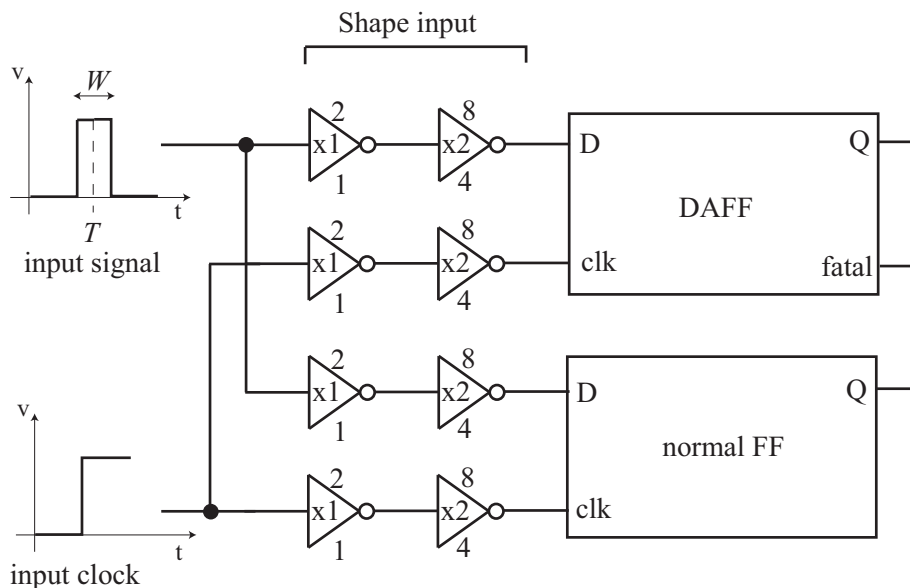 Shape input
v
W
T
t
input signal
2
x1
1
8
x2
4
D
Q
DAFF
2
x1
1
8
x2
4
clk
fatal
2
x1
1
8
x2
4
D
Q
normal FF
2
x1
1
8
x2
4
clk
v
t
input clock